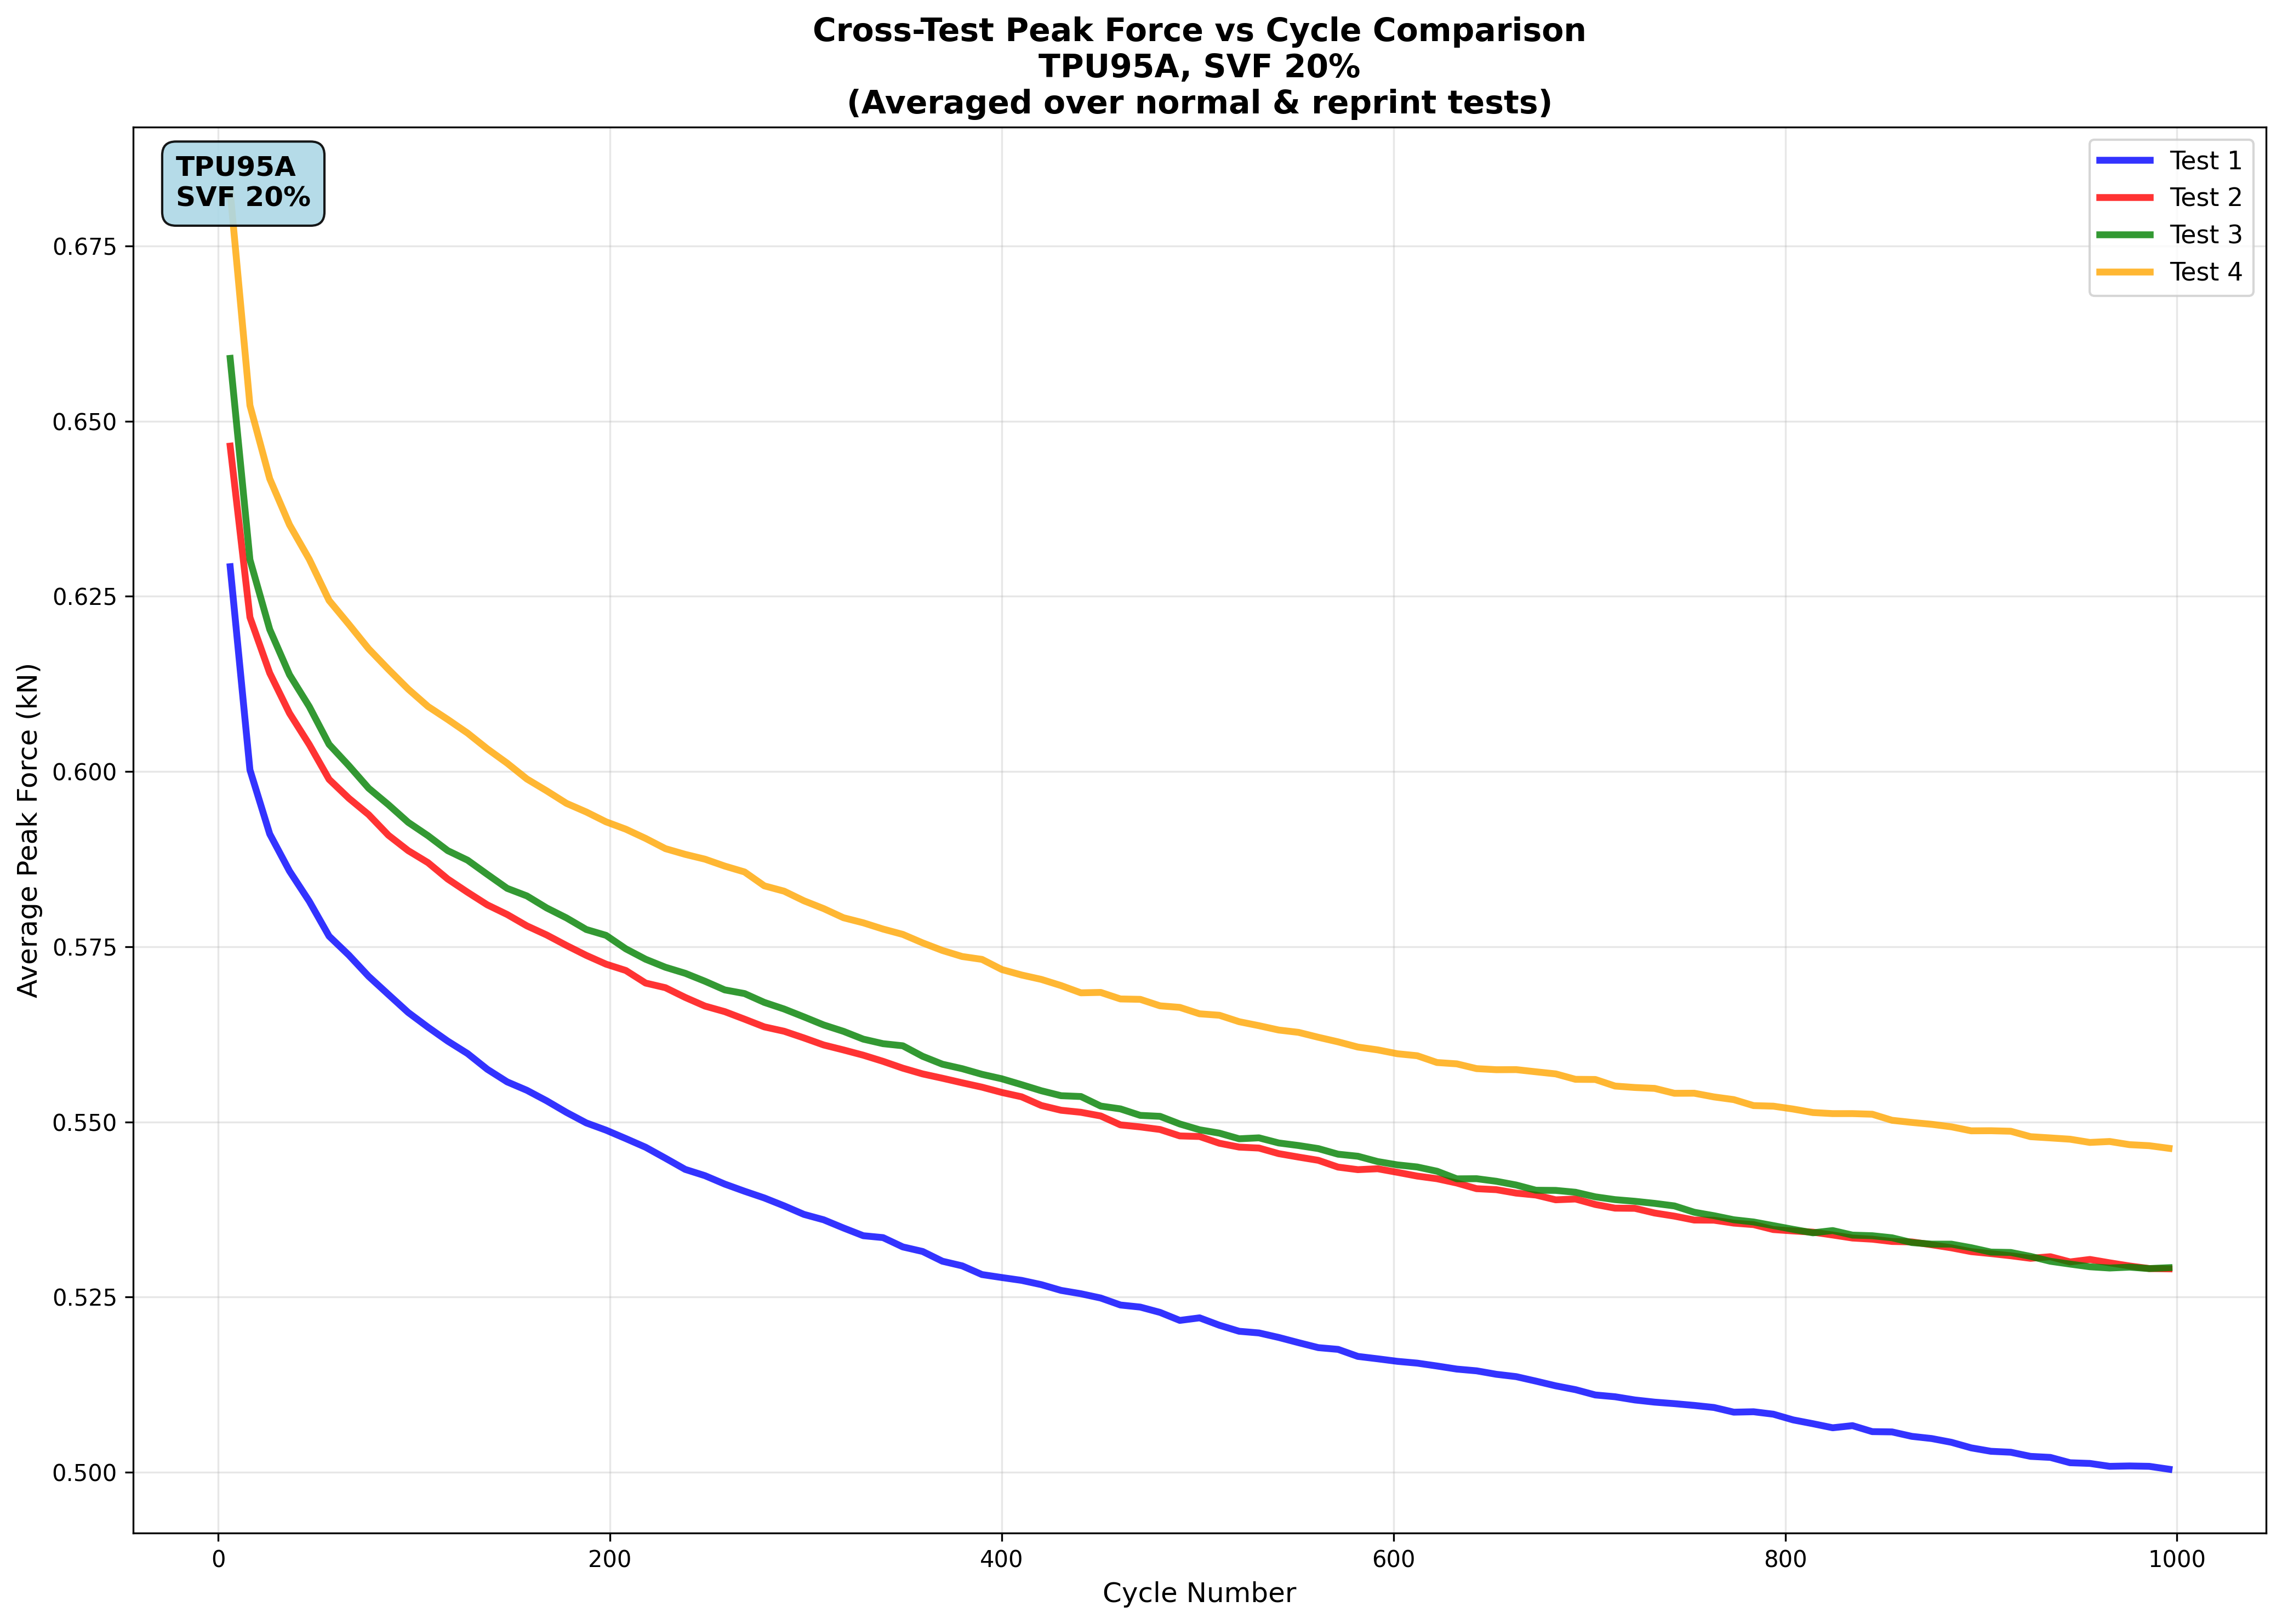 Cross-Test Peak Force vs Cycle Comparison
TPU95A, SVF 20%
(Averaged over normal & reprint tests)
TPU95A
SVF 20%
Test 1
Test 2
Test 3
Test 4
Average Peak Force (kN)
0.675
0.650
0.625
0.600
0.575
0.550
0.525
0.500
0
200
400
600
800
1000
Cycle Number